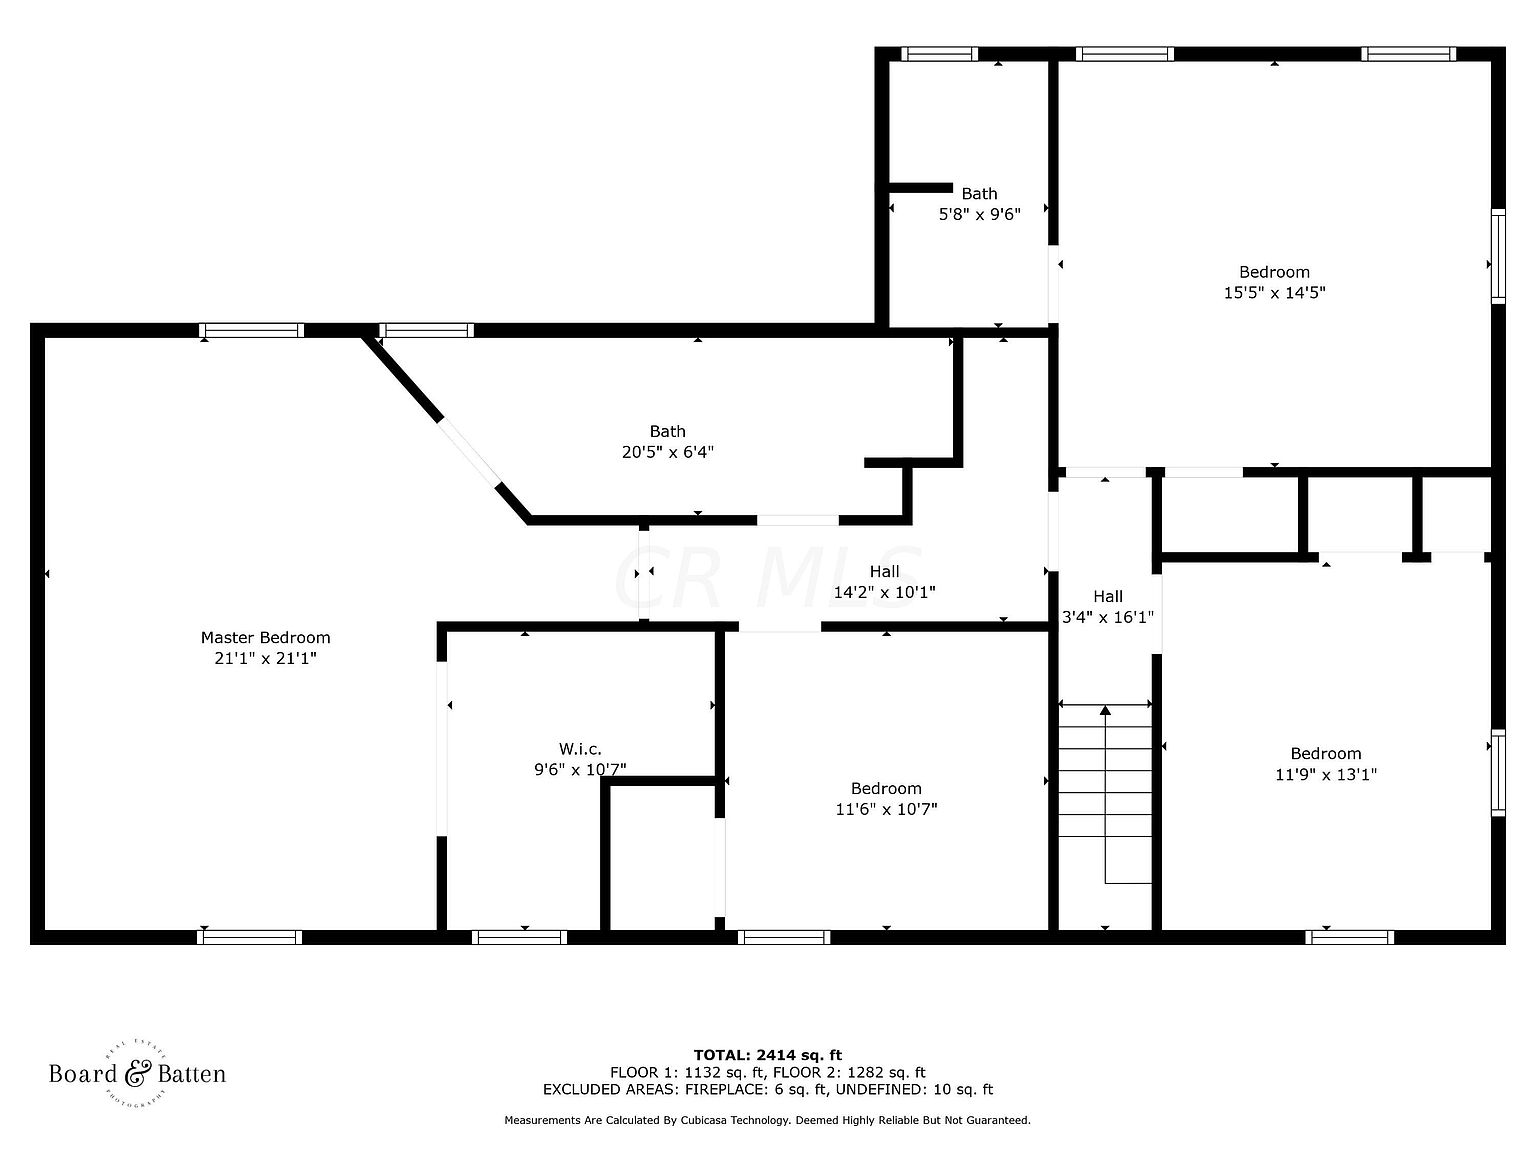 Bath
5'8" x 9'6"
Bedroom
15'5" x 14'5"
Bath
20'5" x 6'4"
CR MLS
Hall
14'2" x 10'1"
Hall
3'4" x 16'1"
Master Bedroom
21'1" x 21'1"
W.i.c.
9'6" x 10'7"
Bedroom
11'6" x 10'7"
Bedroom
11'9" x 13'1"
REAL ESTATE
Board & Batten
PHOTOGRAPHY
TOTAL: 2414 sq. ft
FLOOR 1: 1132 sq. ft, FLOOR 2: 1282 sq. ft
EXCLUDED AREAS: FIREPLACE: 6 sq. ft, UNDEFINED: 10 sq. ft
Measurements Are Calculated By Cubicasa Technology. Deemed Highly Reliable But Not Guaranteed.